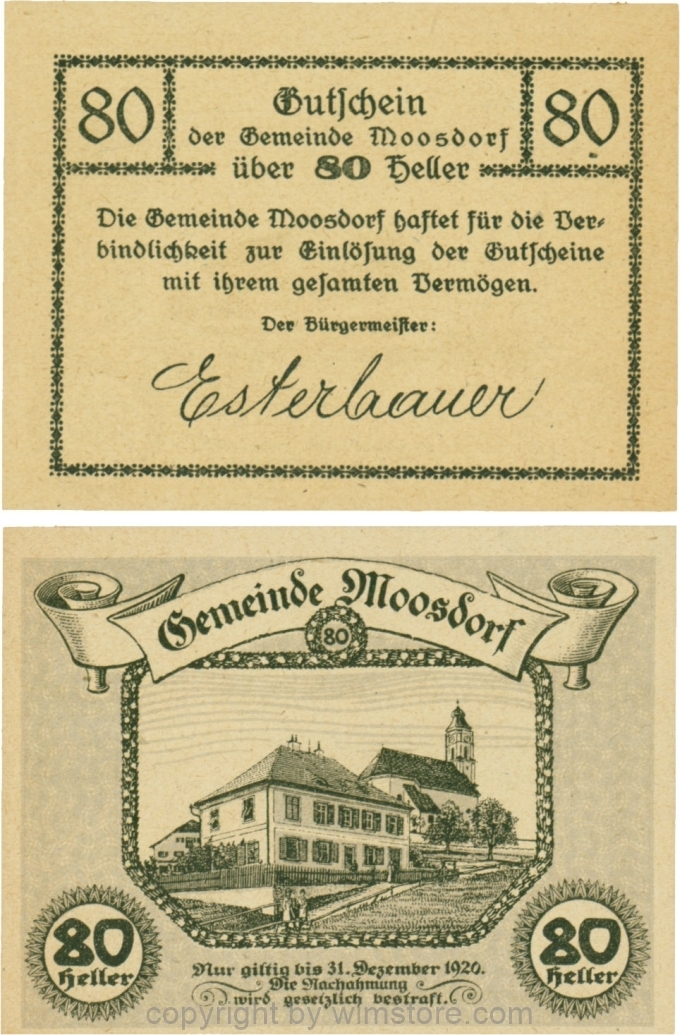 80
Gutschein
80
der Gemeinde Moosdorf
über 80 Heller
Die Gemeinde Moosdorf haftet für die Ver-
bindlichkeit zur Einlösung der Gutscheine
mit ihrem gesamten Vermögen.
Der Bürgermeister:
Esterbauer
Gemeinde Moosdorf
80
80
Heller
80
Heller
Nur giltig bis 31. Dezember 1920.
Die Nachahmung
wird gesetzlich bestraft.
copyright by wimstore.com